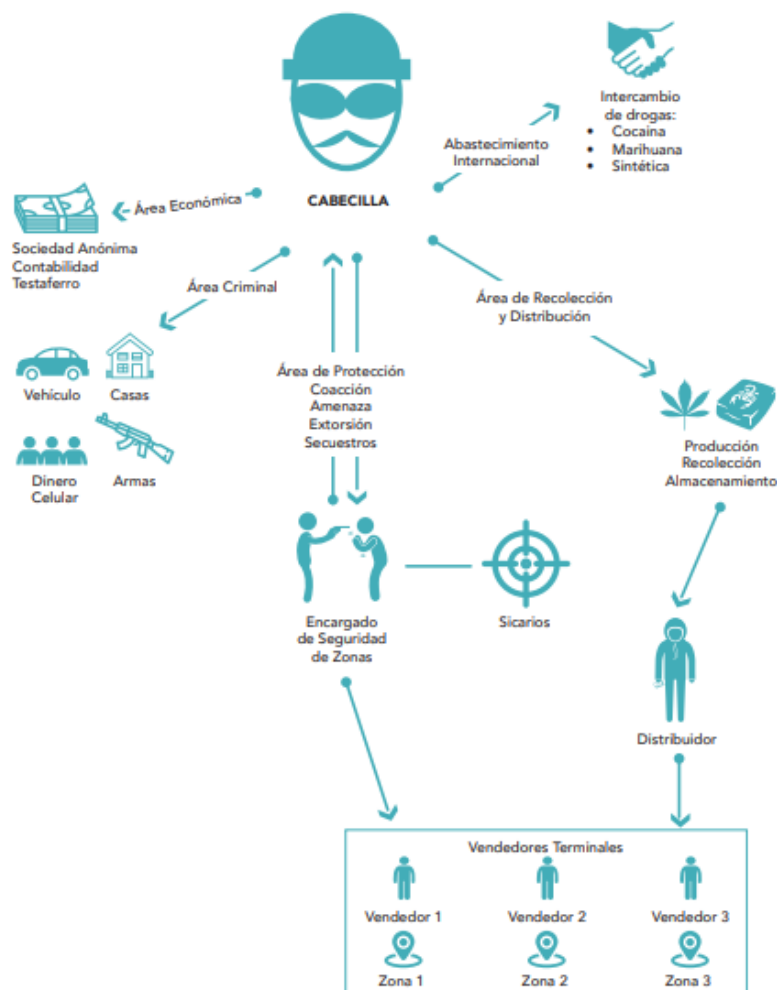 Intercambio
de drogas:
• Cocaína
• Marihuana
• Sintética
Abastecimiento
Internacional
CABECILLA
Área Económica
Sociedad Anónima
Contabilidad
Testaferro
Área Criminal
Área de Recolección
y Distribución
Vehículo
Casas
Dinero
Celular
Armas
Área de Protección
Coacción
Amenaza
Extorsión
Secuestros
Producción
Recolección
Almacenamiento
Encargado
de Seguridad
de Zonas
Sicarios
Distribuidor
Vendedores Terminales
Vendedor 1
Vendedor 2
Vendedor 3
Zona 1
Zona 2
Zona 3